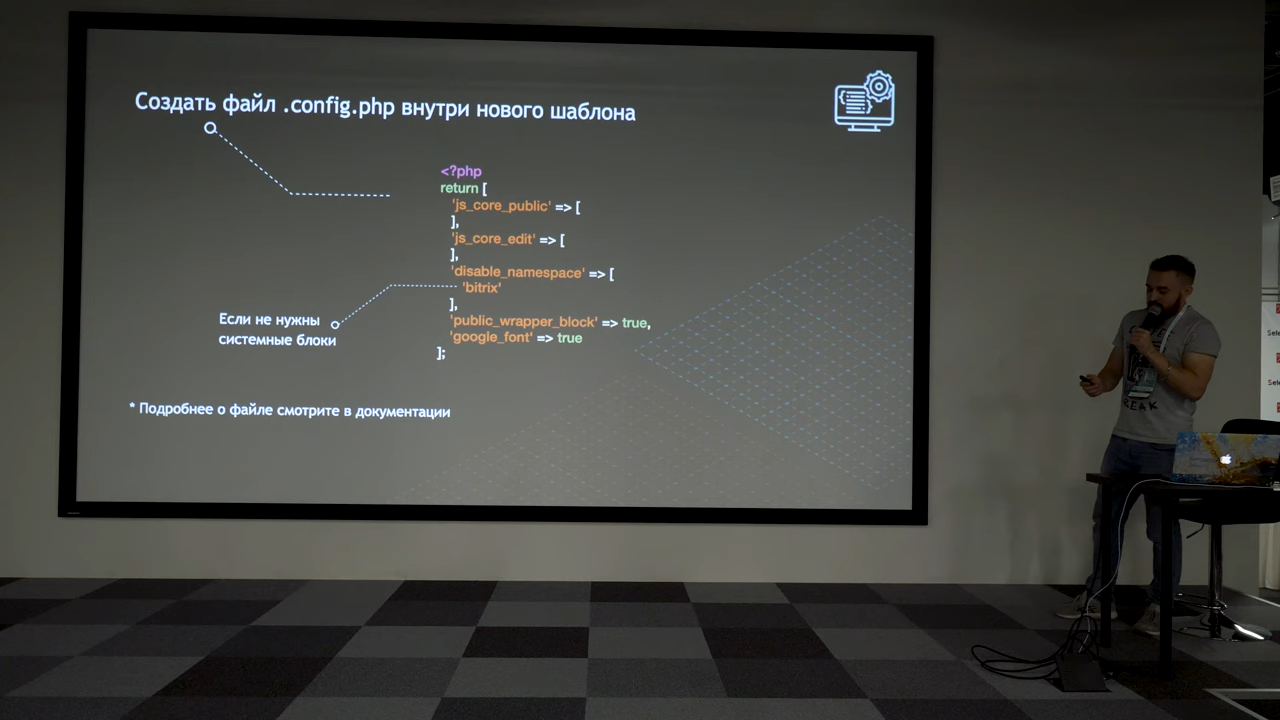 Создать файл .config.php внутри нового шаблона
<?php
return [
'js_core_public' => [
],
'js_core_edit' => [
],
'disable_namespace' => [
'bitrix'
],
'public_wrapper_block' => true,
'google_font' => true
];
Если не нужны
системные блоки
* Подробнее о файле смотрите в документации